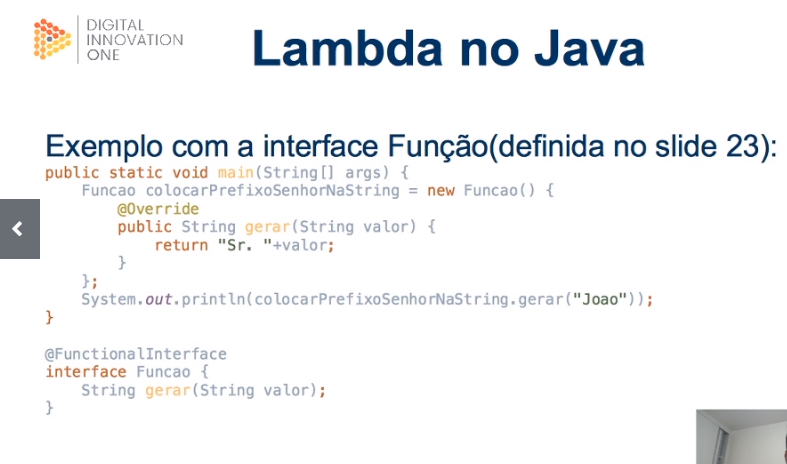 DIGITAL
INNOVATION
ONE
Lambda no Java
Exemplo com a interface Função(definida no slide 23):
public static void main(String[] args) {
    Funcao colocarPrefixoSenhorNaString = new Funcao() {
        @Override
        public String gerar(String valor) {
            return "Sr. "+valor;
        }
    };
    System.out.println(colocarPrefixoSenhorNaString.gerar("Joao"));
}
@FunctionalInterface
interface Funcao {
    String gerar(String valor);
}